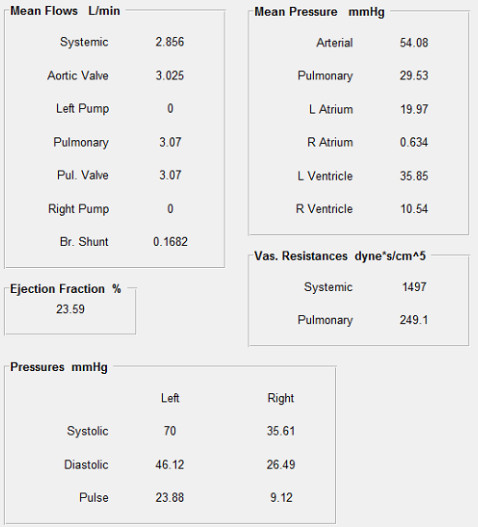 Mean Flows L/min
Systemic 2.856
Aortic Valve 3.025
Left Pump 0
Pulmonary 3.07
Pul. Valve 3.07
Right Pump 0
Br. Shunt 0.1682
Ejection Fraction %
23.59
Mean Pressure mmHg
Arterial 54.08
Pulmonary 29.53
L Atrium 19.97
R Atrium 0.634
L Ventricle 35.85
R Ventricle 10.54
Vas. Resistances dyne*s/cm^5
Systemic 1497
Pulmonary 249.1
Pressures mmHg
Left Right
Systolic 70 35.61
Diastolic 46.12 26.49
Pulse 23.88 9.12